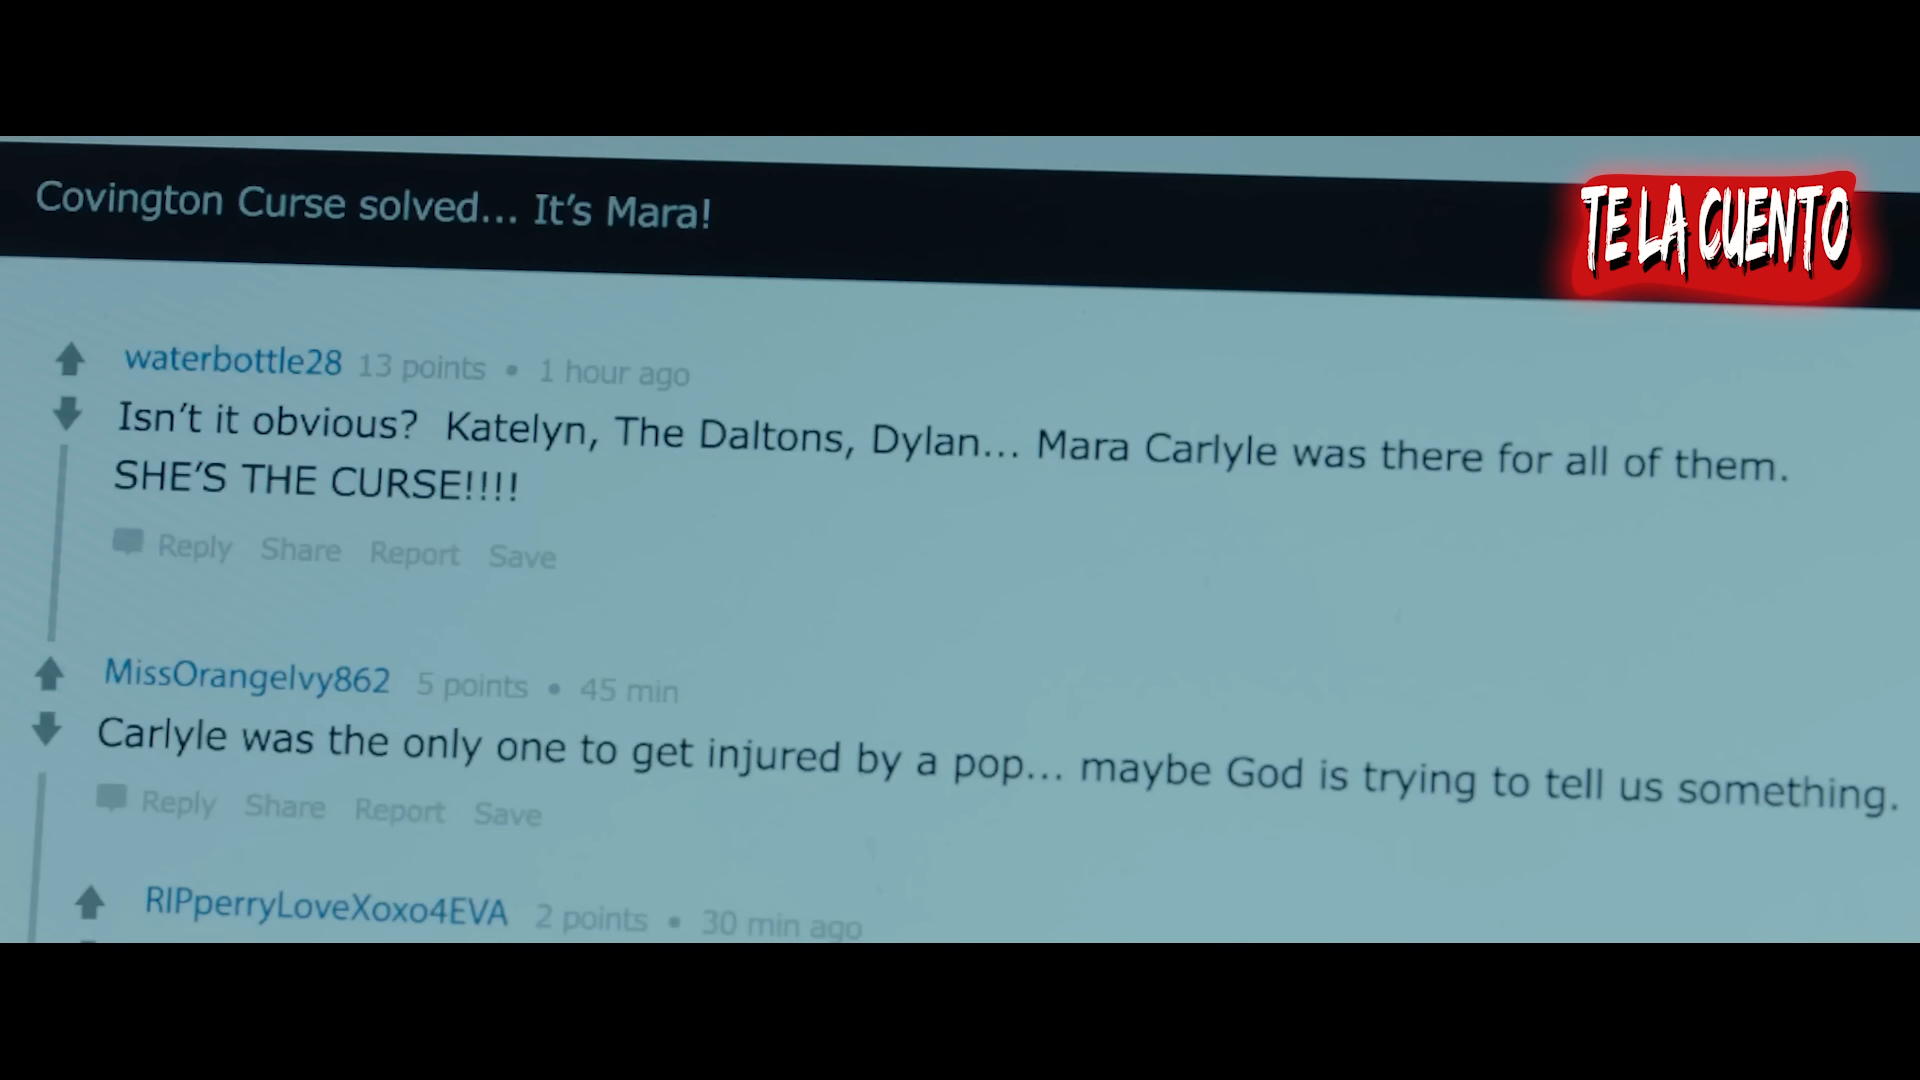 Covington Curse solved... It's Mara!
TE LA CUENTO
waterbottle28 13 points • 1 hour ago
Isn't it obvious? Katelyn, The Daltons, Dylan... Mara Carlyle was there for all of them.
SHE'S THE CURSE!!!!
Reply Share Report Save
MissOrangeIvy862 5 points • 45 min
Carlyle was the only one to get injured by a pop... maybe God is trying to tell us something.
Reply Share Report Save
RIPperryLoveXoxo4EVA 2 points • 30 min ago